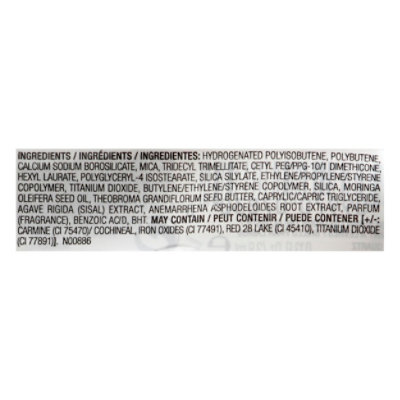 INGREDIENTS / INGRÉDIENTS / INGREDIENTES: HYDROGENATED POLYISOBUTENE, POLYBUTENE,
CALCIUM SODIUM BOROSILICATE, MICA, TRIDECYL TRIMELLITATE, CETYL PEG/PPG-10/1 DIMETHICONE,
HEXYL LAURATE, POLYGLYCERYL-4 ISOSTEARATE, SILICA SILYLATE, ETHYLENE/PROPYLENE/STYRENE
COPOLYMER, TITANIUM DIOXIDE, BUTYLENE/ETHYLENE/STYRENE COPOLYMER, SILICA, MORINGA
OLEIFERA SEED OIL, THEOBROMA GRANDIFLORUM SEED BUTTER, CAPRYLIC/CAPRIC TRIGLYCERIDE,
AGAVE RIGIDA (SISAL) EXTRACT, ANEMARRHENA ASPHODELOIDES ROOT EXTRACT, PARFUM
(FRAGRANCE), BENZOIC ACID, BHT. MAY CONTAIN / PEUT CONTENIR / PUEDE CONTENER [+/-:
CARMINE (CI 75470)/ COCHINEAL, IRON OXIDES (CI 77491), RED 28 LAKE (CI 45410), TITANIUM DIOXIDE
(CI 77891)]. N00886